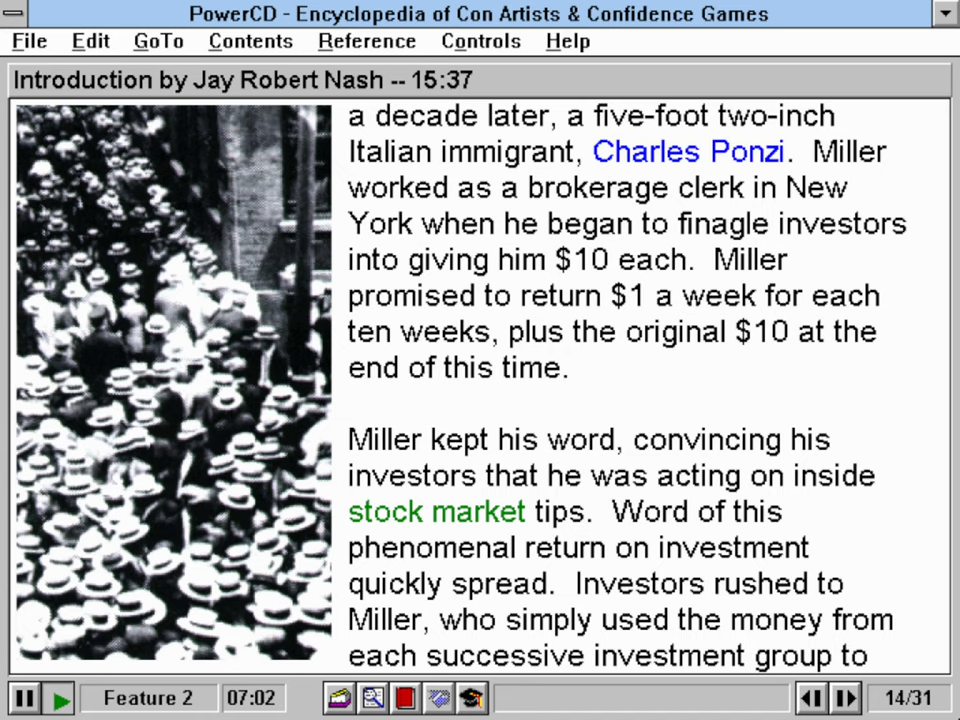 PowerCD - Encyclopedia of Con Artists & Confidence Games
File Edit GoTo Contents Reference Controls Help
Introduction by Jay Robert Nash -- 15:37
a decade later, a five-foot two-inch
Italian immigrant, Charles Ponzi.  Miller
worked as a brokerage clerk in New
York when he began to finagle investors
into giving him $10 each.  Miller
promised to return $1 a week for each
ten weeks, plus the original $10 at the
end of this time.
Miller kept his word, convincing his
investors that he was acting on inside
stock market tips.  Word of this
phenomenal return on investment
quickly spread.  Investors rushed to
Miller, who simply used the money from
each successive investment group to
Feature 2 07:02 14/31